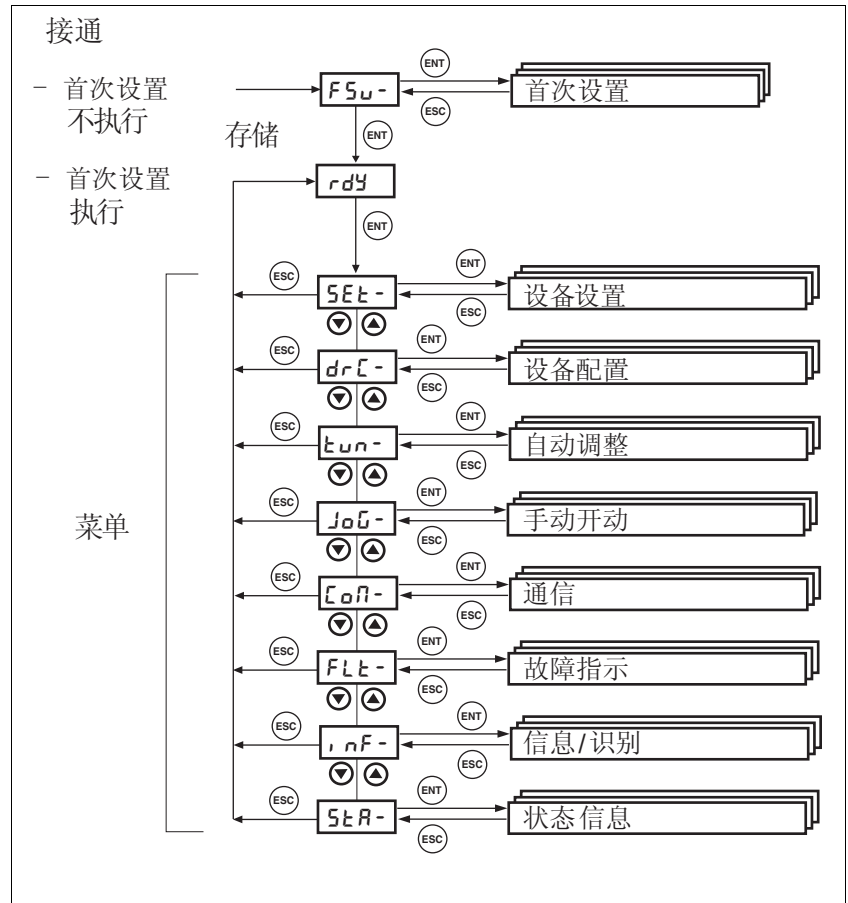 接通
- 首次设置
不执行
FSu-
ENT
ESC
首次设置
存储
ENT
- 首次设置
执行
rdY
ENT
菜单
ESC
SEt-
ENT
ESC
设备设置
ESC
drC-
ENT
ESC
设备配置
ESC
tun-
ENT
ESC
自动调整
ESC
JoG-
ENT
ESC
手动开动
ESC
CoM-
ENT
ESC
通信
ESC
FLt-
ENT
ESC
故障指示
ESC
inF-
ENT
ESC
信息/识别
ESC
StA-
ENT
ESC
状态信息